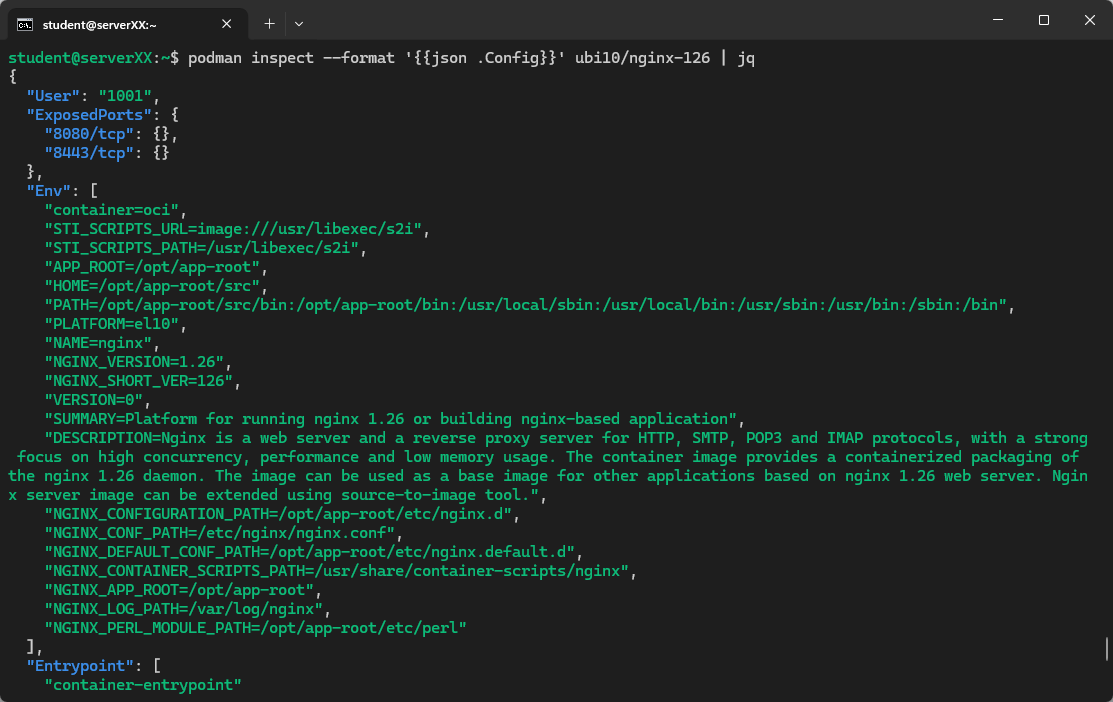 student@serverXX:~
student@serverXX:~$ podman inspect --format '{{json .Config}}' ubi10/nginx-126 | jq
{
  "User": "1001",
  "ExposedPorts": {
    "8080/tcp": {},
    "8443/tcp": {}
  },
  "Env": [
    "container=oci",
    "STI_SCRIPTS_URL=image:///usr/libexec/s2i",
    "STI_SCRIPTS_PATH=/usr/libexec/s2i",
    "APP_ROOT=/opt/app-root",
    "HOME=/opt/app-root/src",
    "PATH=/opt/app-root/src/bin:/opt/app-root/bin:/usr/local/sbin:/usr/local/bin:/usr/sbin:/usr/bin:/sbin:/bin",
    "PLATFORM=el10",
    "NAME=nginx",
    "NGINX_VERSION=1.26",
    "NGINX_SHORT_VER=126",
    "VERSION=0",
    "SUMMARY=Platform for running nginx 1.26 or building nginx-based application",
    "DESCRIPTION=Nginx is a web server and a reverse proxy server for HTTP, SMTP, POP3 and IMAP protocols, with a strong
 focus on high concurrency, performance and low memory usage. The container image provides a containerized packaging of
the nginx 1.26 daemon. The image can be used as a base image for other applications based on nginx 1.26 web server. Ngin
x server image can be extended using source-to-image tool.",
    "NGINX_CONFIGURATION_PATH=/opt/app-root/etc/nginx.d",
    "NGINX_CONF_PATH=/etc/nginx/nginx.conf",
    "NGINX_DEFAULT_CONF_PATH=/opt/app-root/etc/nginx.default.d",
    "NGINX_CONTAINER_SCRIPTS_PATH=/usr/share/container-scripts/nginx",
    "NGINX_APP_ROOT=/opt/app-root",
    "NGINX_LOG_PATH=/var/log/nginx",
    "NGINX_PERL_MODULE_PATH=/opt/app-root/etc/perl"
  ],
  "Entrypoint": [
    "container-entrypoint"